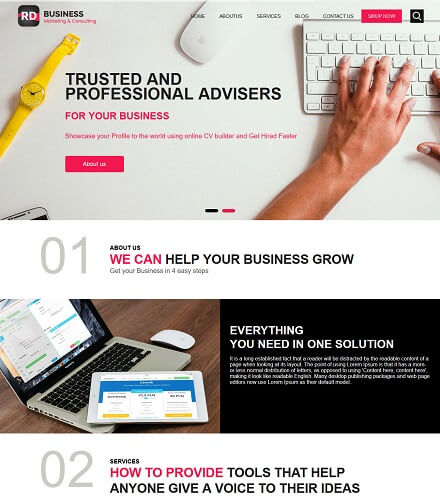 RD BUSINESS
Marketing & Consulting
HOME ABOUTUS SERVICES BLOG CONTACT US SINUP NOW!
TRUSTED AND
PROFESSIONAL ADVISERS
FOR YOUR BUSINESS
Showcase your Profile to the world using online CV builder and Get Hired Faster
About us
01
ABOUT US
WE CAN HELP YOUR BUSINESS GROW
Get your Business in 4 easy steps
EVERYTHING
YOU NEED IN ONE SOLUTION
It is a long established fact that a reader will be distracted by the readable content of a
page when looking at its layout. The point of using Lorem Ipsum is that it has a more-
or-less normal distribution of letters, as opposed to using 'Content here, content here',
making it look like readable English. Many desktop publishing packages and web page
editors now use Lorem Ipsum as their default model.
02
SERVICES
HOW TO PROVIDE TOOLS THAT HELP
ANYONE GIVE A VOICE TO THEIR IDEAS